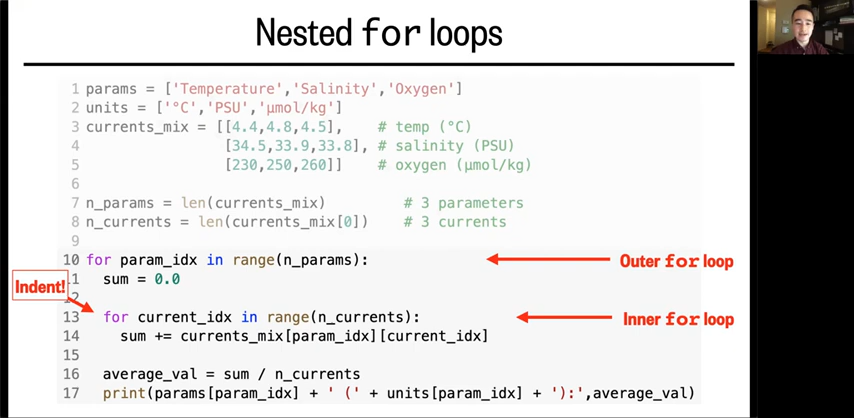 Nested for loops
1 params = ['Temperature','Salinity','Oxygen']
2 units = ['°C','PSU','μmol/kg']
3 currents_mix = [[4.4,4.8,4.5],    # temp (°C)
4                 [34.5,33.9,33.8], # salinity (PSU)
5                 [230,250,260]]    # oxygen (μmol/kg)
6
7 n_params = len(currents_mix)         # 3 parameters
8 n_currents = len(currents_mix[0])    # 3 currents
9
10 for param_idx in range(n_params):
Outer for loop
11   sum = 0.0
Indent!
12
13   for current_idx in range(n_currents):
Inner for loop
14     sum += currents_mix[param_idx][current_idx]
15
16   average_val = sum / n_currents
17   print(params[param_idx] + ' (' + units[param_idx] + '):',average_val)